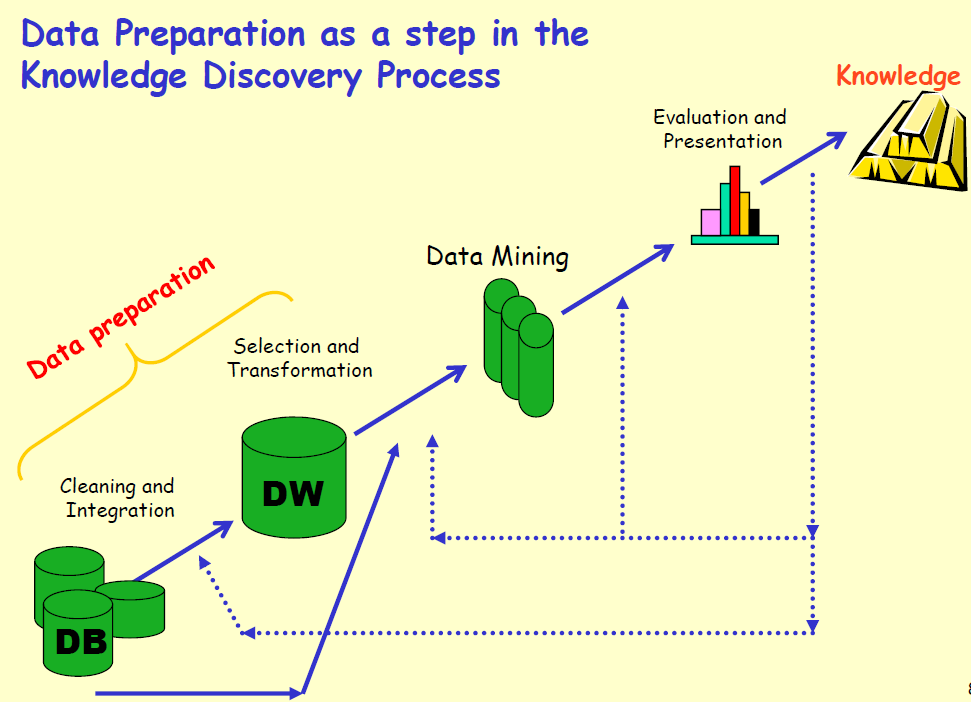 Data Preparation as a step in the
Knowledge Discovery Process
Knowledge
Evaluation and
Presentation
Data Mining
Data preparation
Selection and
Transformation
Cleaning and
Integration
DW
DB